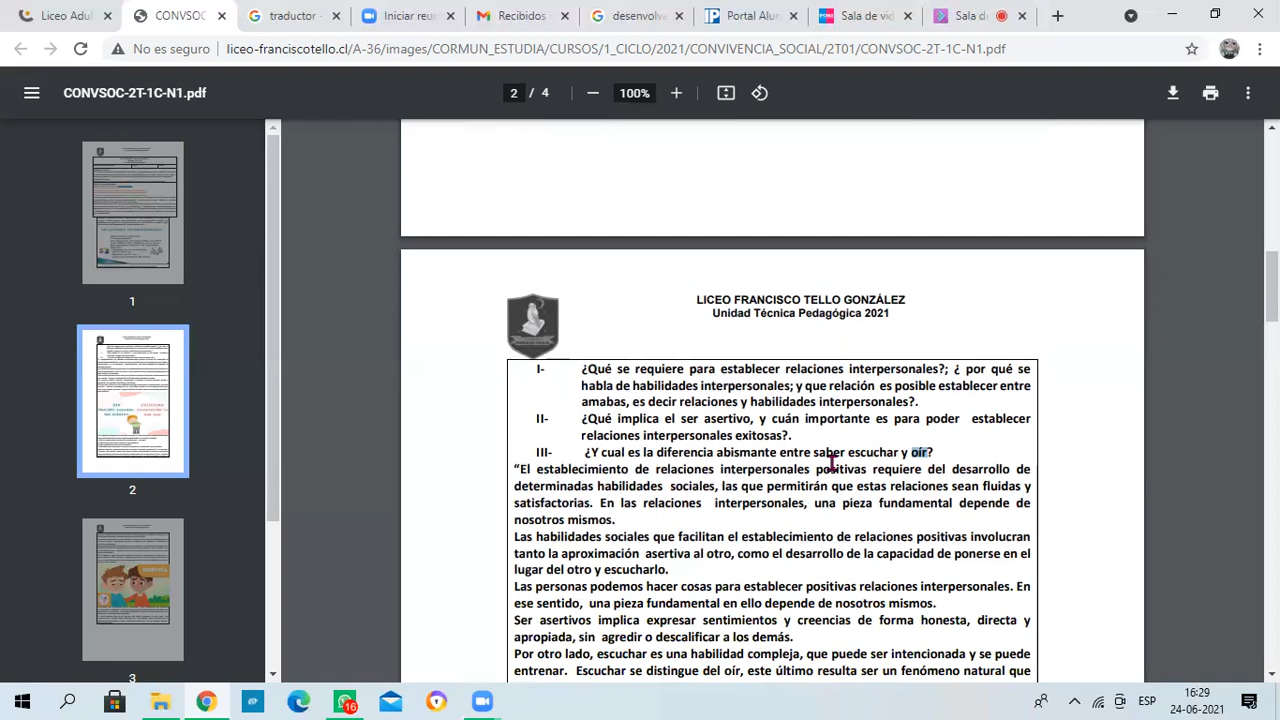 Liceo Adul
CONVSOC
traductor -
Iniciar reu
Recibidos
desenvolve
Portal Alu
Sala de vid
Sala de
No es seguro
liceo-franciscotello.cl/A-36/images/CORMUN_ESTUDIA/CURSOS/1_CICLO/2021/CONVIVENCIA_SOCIAL/2T01/CONVSOC-2T-1C-N1.pdf
CONVSOC-2T-1C-N1.pdf
2 / 4
100%
1
2
3
LICEO FRANCISCO TELLO GONZÁLEZ
Unidad Técnica Pedagógica 2021
I- ¿Qué se requiere para establecer relaciones interpersonales?; ¿ por qué se
habla de habilidades interpersonales; y que relación es posible establecer entre
amabas, es decir relaciones y habilidades interpersonales?.
II- ¿Qué implica el ser asertivo, y cuán importante es para poder establecer
relaciones interpersonales exitosas?.
III- ¿Y cual es la diferencia abismante entre saber escuchar y oír?
“El establecimiento de relaciones interpersonales positivas requiere del desarrollo de
determinadas habilidades sociales, las que permitirán que estas relaciones sean fluidas y
satisfactorias. En las relaciones interpersonales, una pieza fundamental depende de
nosotros mismos.
Las habilidades sociales que facilitan el establecimiento de relaciones positivas involucran
tanto la aproximación asertiva al otro, como el desarrollo de la capacidad de ponerse en el
lugar del otro y escucharlo.
Las personas podemos hacer cosas para establecer positivas relaciones interpersonales. En
ese sentido, una pieza fundamental en ello depende de nosotros mismos.
Ser asertivos implica expresar sentimientos y creencias de forma honesta, directa y
apropiada, sin agredir o descalificar a los demás.
Por otro lado, escuchar es una habilidad compleja, que puede ser intencionada y se puede
entrenar. Escuchar se distingue del oír, este último resulta ser un fenómeno natural que
16
ESP
16:29
24-06-2021